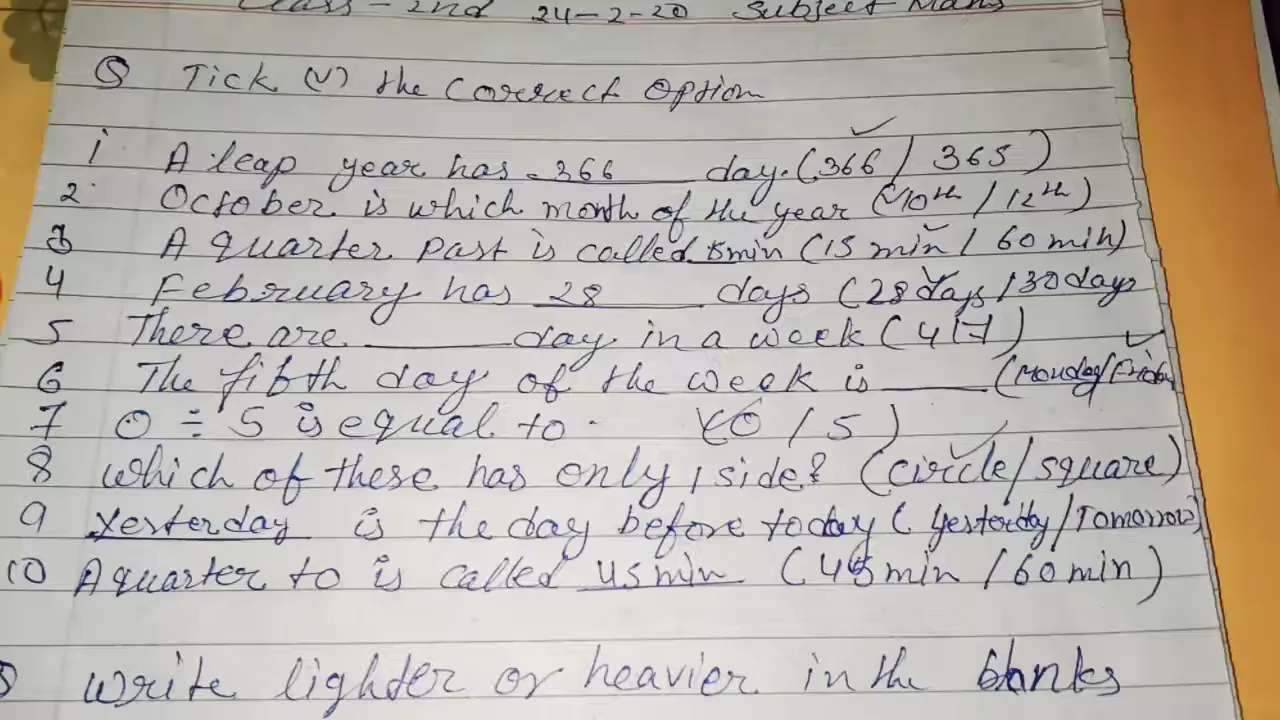 Class - 2nd 24-2-20 Subject - Maths
Q Tick (✓) the Correct Option
1 A leap year has 366 day. (366 / 365)
2 October is which month of the year (10th / 12th)
3 A quarter past is called 15min (15 min / 60 min)
4 February has 28 days (28 days / 30 days
5 There are ______ day in a week (4 / 7)
6 The fifth day of the week is ______ (Monday/Friday
7 0 ÷ 5 is equal to. (0 / 5)
8 Which of these has only 1 side? (circle/square)
9 Yesterday is the day before today (Yesterday/Tomorrow)
10 A quarter to is called 45 min (45 min / 60 min)
Write lighter or heavier in the blanks